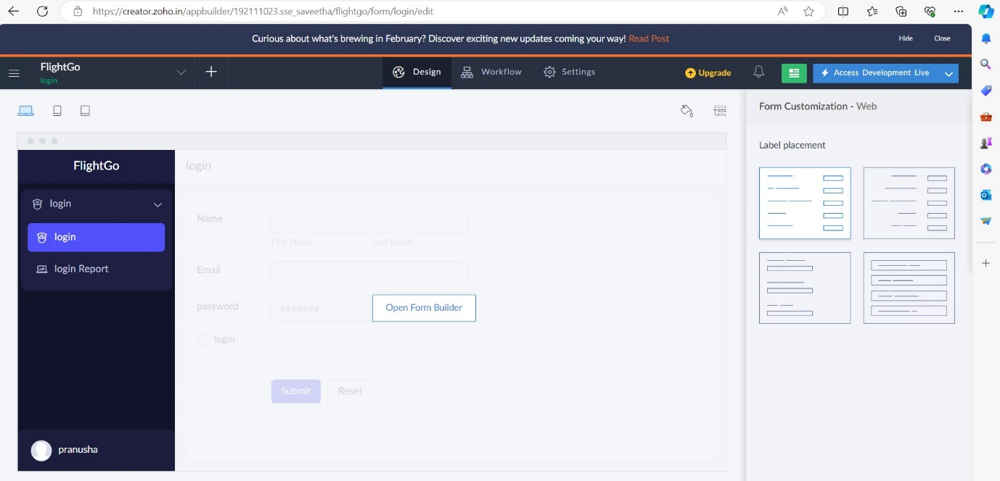 https://creator.zoho.in/appbuilder/192111023.sse_saveetha/flightgo/form/login/edit
Curious about what's brewing in February? Discover exciting new updates coming your way! Read Post
Hide
Close
FlightGo
login
Design
Workflow
Settings
Upgrade
Access Development Live
Form Customization - Web
Label placement
FlightGo
login
login
login Report
pranusha
login
Name
First Name
Last Name
Email
password
#######
Open Form Builder
login
Submit
Reset